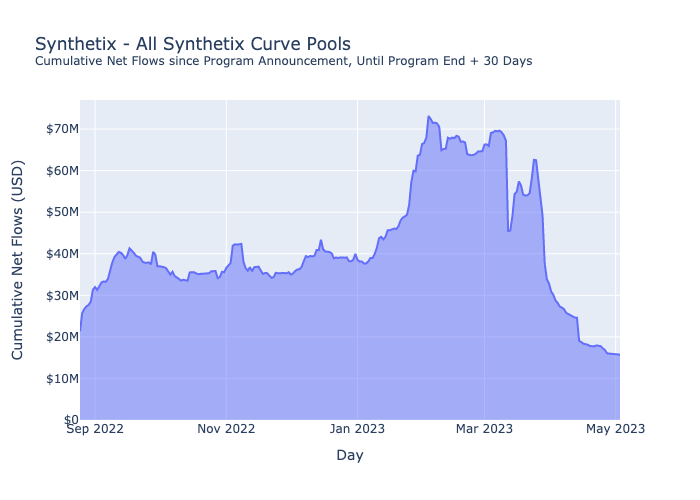 Synthetix - All Synthetix Curve Pools
Cumulative Net Flows since Program Announcement, Until Program End + 30 Days
Cumulative Net Flows (USD)
$70M
$60M
$50M
$40M
$30M
$20M
$10M
$0
Sep 2022
Nov 2022
Jan 2023
Mar 2023
May 2023
Day